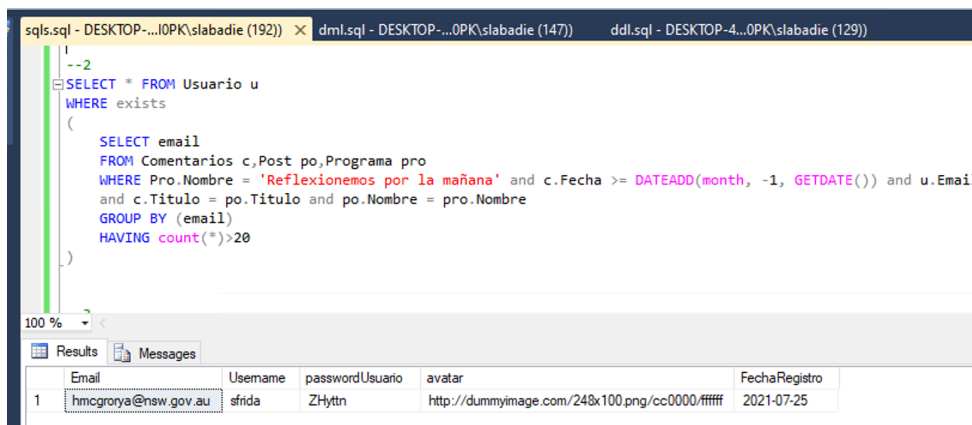 sqls.sql - DESKTOP-...I0PK\slabadie (192)) × dml.sql - DESKTOP-...0PK\slabadie (147)) ddl.sql - DESKTOP-4...0PK\slabadie (129))
--2
SELECT * FROM Usuario u
WHERE exists
(
SELECT email
FROM Comentarios c,Post po,Programa pro
WHERE Pro.Nombre = 'Reflexionemos por la mañana' and c.Fecha >= DATEADD(month, -1, GETDATE()) and u.Email
and c.Titulo = po.Titulo and po.Nombre = pro.Nombre
GROUP BY (email)
HAVING count(*)>20
)
100 %
Results Messages
Email Username passwordUsuario avatar FechaRegistro
1 hmcgrorya@nsw.gov.au sfrida ZHyttn http://dummyimage.com/248x100.png/cc0000/ffffff 2021-07-25